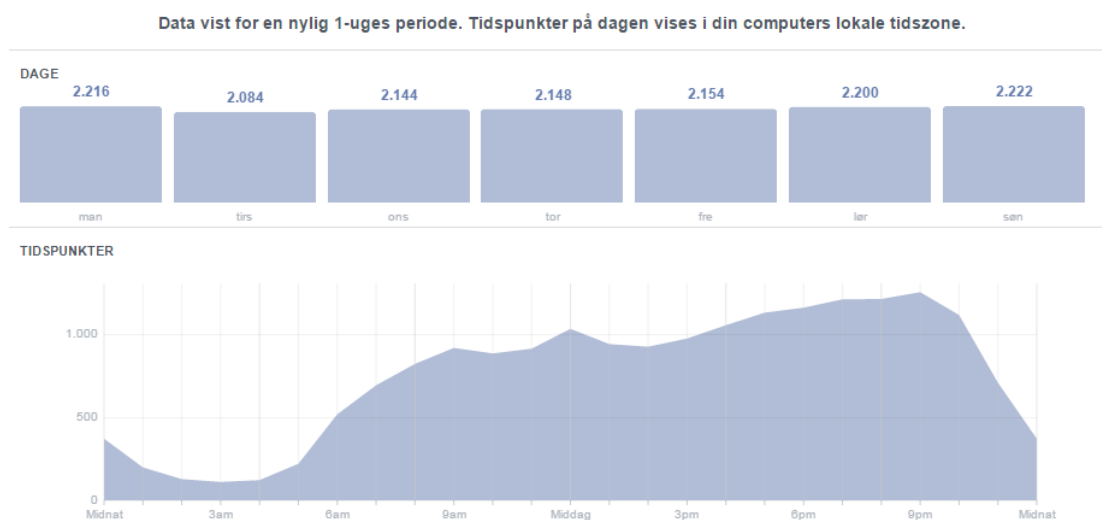 Data vist for en nylig 1-uges periode. Tidspunkter på dagen vises i din computers lokale tidszone.
DAGE
2.216 2.084 2.144 2.148 2.154 2.200 2.222
man tirs ons tor fre lør søn
TIDSPUNKTER
1.000
500
0
Midnat 3am 6am 9am Middag 3pm 6pm 9pm Midnat